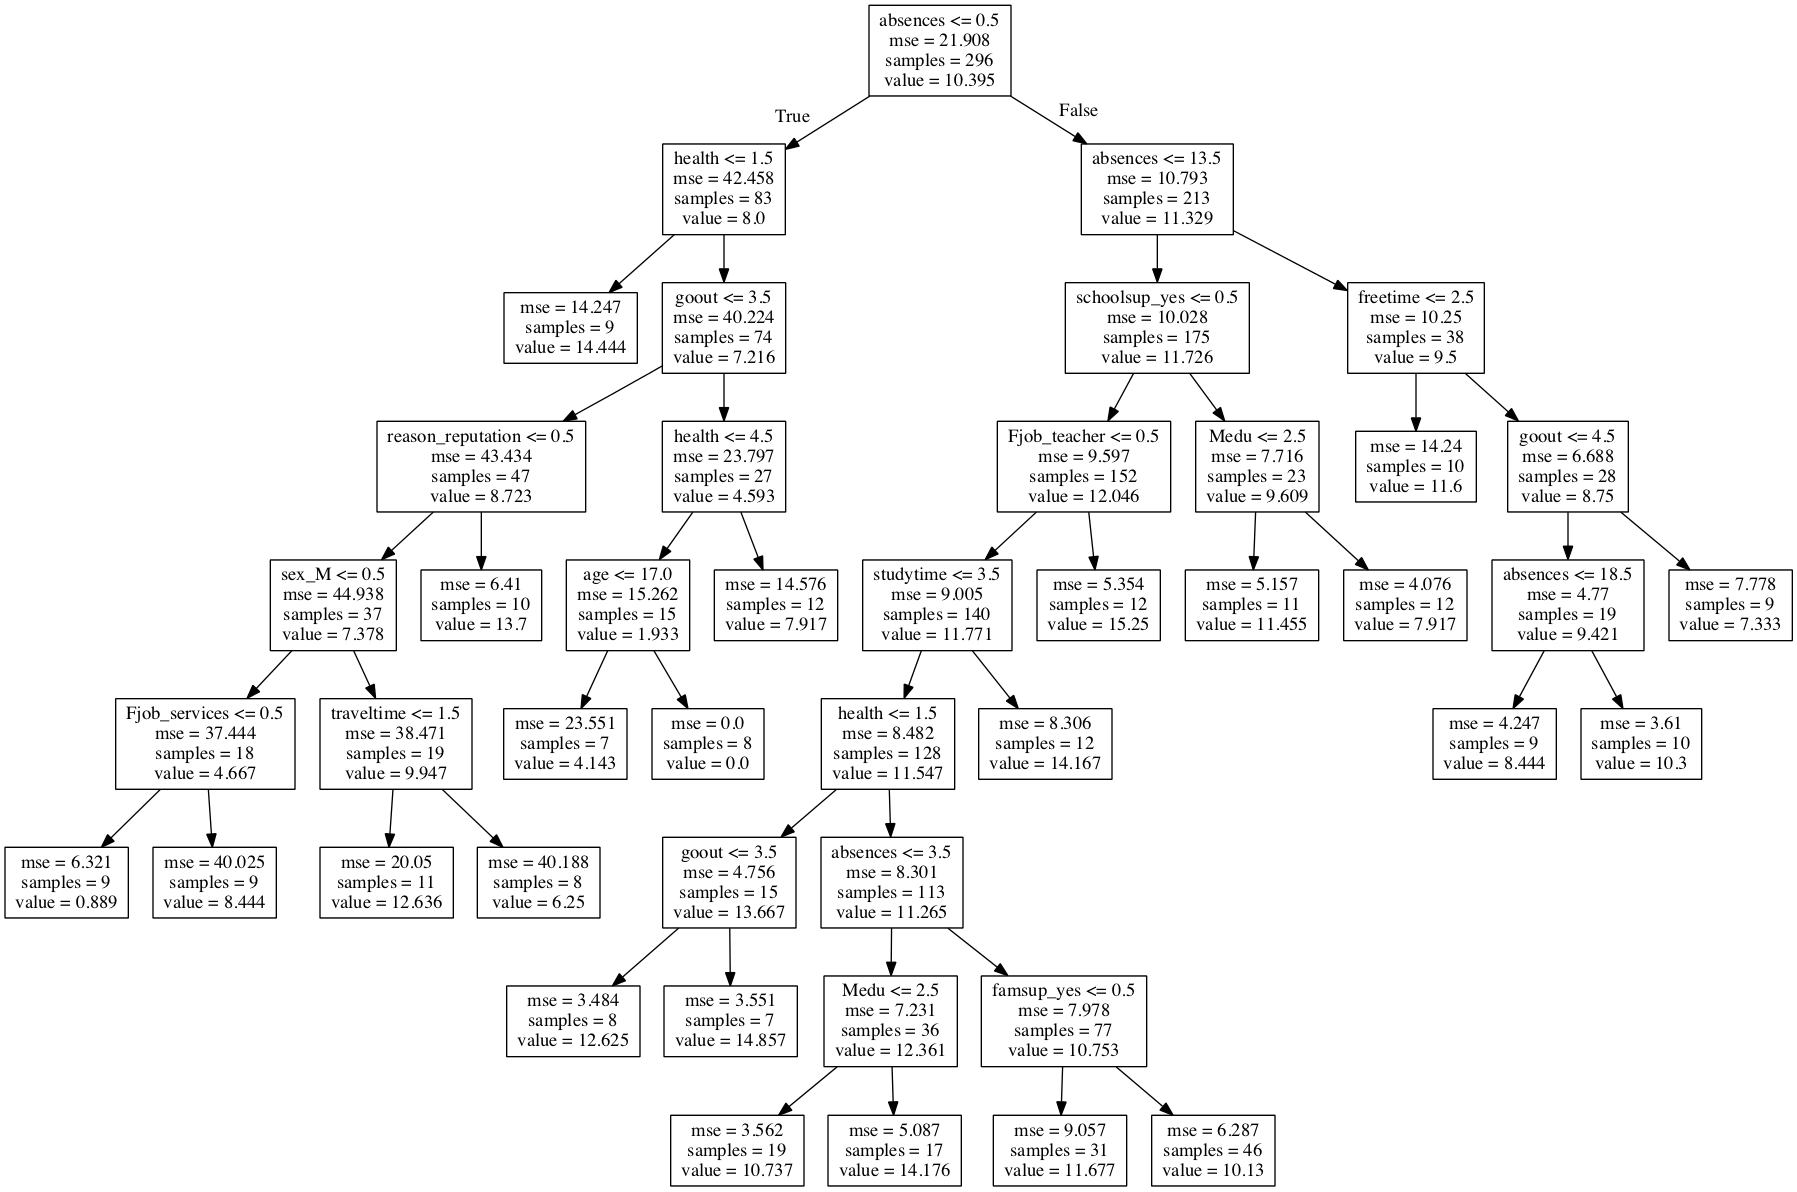 absences <= 0.5
mse = 21.908
samples = 296
value = 10.395
True
False
health <= 1.5
mse = 42.458
samples = 83
value = 8.0
absences <= 13.5
mse = 10.793
samples = 213
value = 11.329
mse = 14.247
samples = 9
value = 14.444
goout <= 3.5
mse = 40.224
samples = 74
value = 7.216
schoolsup_yes <= 0.5
mse = 10.028
samples = 175
value = 11.726
freetime <= 2.5
mse = 10.25
samples = 38
value = 9.5
reason_reputation <= 0.5
mse = 43.434
samples = 47
value = 8.723
health <= 4.5
mse = 23.797
samples = 27
value = 4.593
Fjob_teacher <= 0.5
mse = 9.597
samples = 152
value = 12.046
Medu <= 2.5
mse = 7.716
samples = 23
value = 9.609
mse = 14.24
samples = 10
value = 11.6
goout <= 4.5
mse = 6.688
samples = 28
value = 8.75
sex_M <= 0.5
mse = 44.938
samples = 37
value = 7.378
mse = 6.41
samples = 10
value = 13.7
age <= 17.0
mse = 15.262
samples = 15
value = 1.933
mse = 14.576
samples = 12
value = 7.917
studytime <= 3.5
mse = 9.005
samples = 140
value = 11.771
mse = 5.354
samples = 12
value = 15.25
mse = 5.157
samples = 11
value = 11.455
mse = 4.076
samples = 12
value = 7.917
absences <= 18.5
mse = 4.77
samples = 19
value = 9.421
mse = 7.778
samples = 9
value = 7.333
Fjob_services <= 0.5
mse = 37.444
samples = 18
value = 4.667
traveltime <= 1.5
mse = 38.471
samples = 19
value = 9.947
mse = 23.551
samples = 7
value = 4.143
mse = 0.0
samples = 8
value = 0.0
health <= 1.5
mse = 8.482
samples = 128
value = 11.547
mse = 8.306
samples = 12
value = 14.167
mse = 4.247
samples = 9
value = 8.444
mse = 3.61
samples = 10
value = 10.3
mse = 6.321
samples = 9
value = 0.889
mse = 40.025
samples = 9
value = 8.444
mse = 20.05
samples = 11
value = 12.636
mse = 40.188
samples = 8
value = 6.25
goout <= 3.5
mse = 4.756
samples = 15
value = 13.667
absences <= 3.5
mse = 8.301
samples = 113
value = 11.265
mse = 3.484
samples = 8
value = 12.625
mse = 3.551
samples = 7
value = 14.857
Medu <= 2.5
mse = 7.231
samples = 36
value = 12.361
famsup_yes <= 0.5
mse = 7.978
samples = 77
value = 10.753
mse = 3.562
samples = 19
value = 10.737
mse = 5.087
samples = 17
value = 14.176
mse = 9.057
samples = 31
value = 11.677
mse = 6.287
samples = 46
value = 10.13